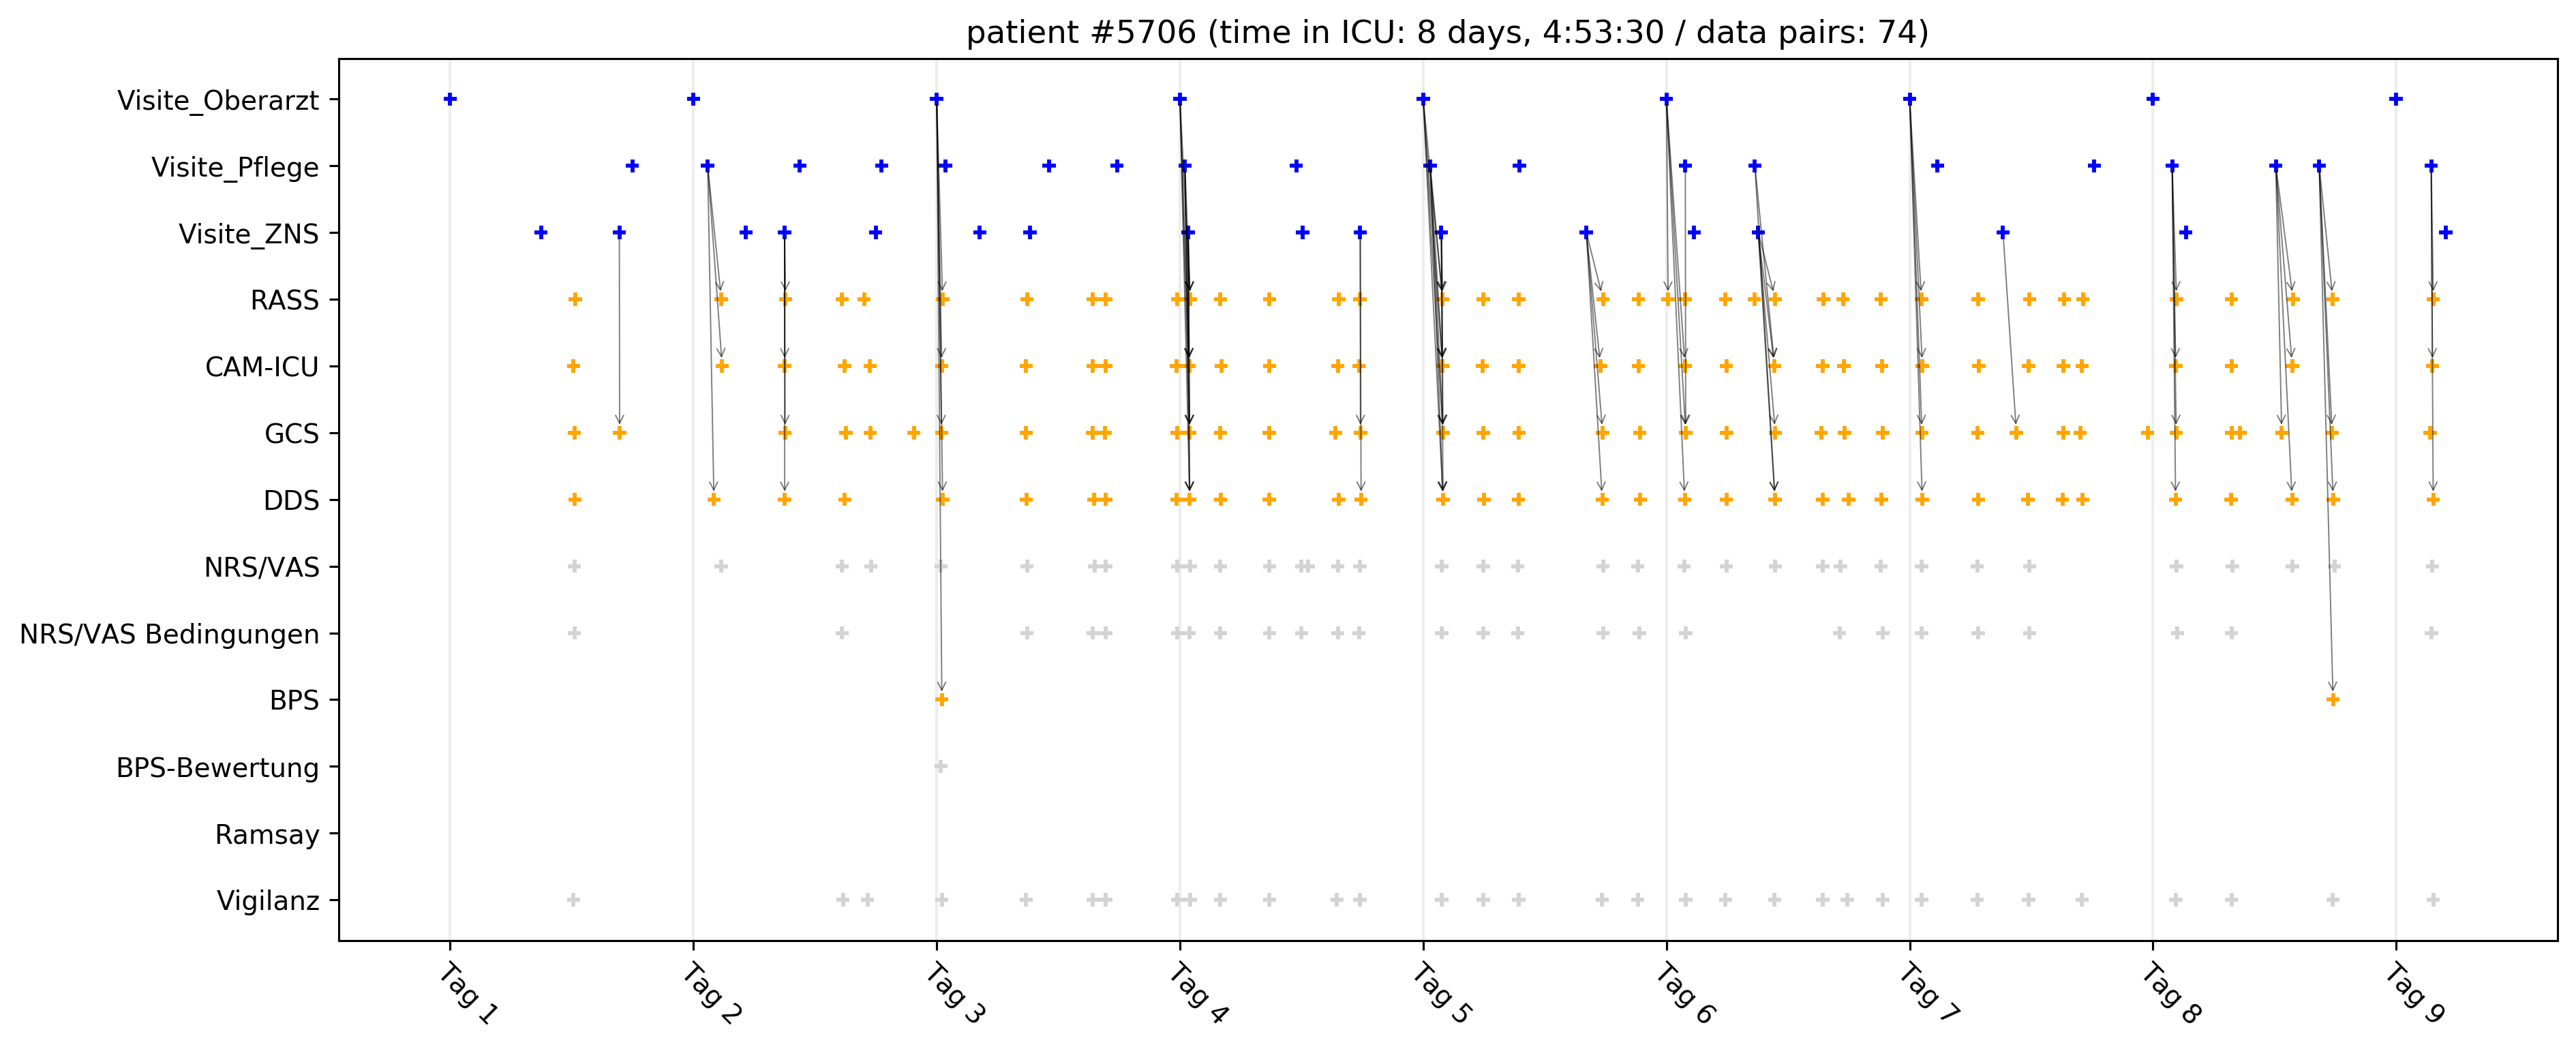 patient #5706 (time in ICU: 8 days, 4:53:30 / data pairs: 74)
Visite_Oberarzt
Visite_Pflege
Visite_ZNS
RASS
CAM-ICU
GCS
DDS
NRS/VAS
NRS/VAS Bedingungen
BPS
BPS-Bewertung
Ramsay
Vigilanz
Tag 1
Tag 2
Tag 3
Tag 4
Tag 5
Tag 6
Tag 7
Tag 8
Tag 9